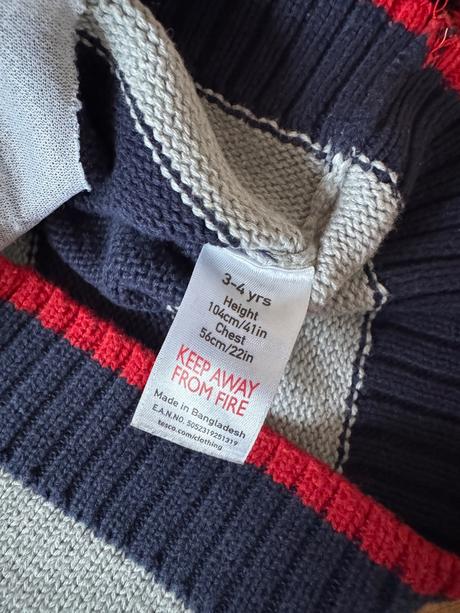 3-4 yrs
Height
104cm/41in
Chest
56cm/22in
KEEP AWAY
FROM FIRE
Made in Bangladesh
E.A.N.NO. 5052319251319
tesco.com/clothing